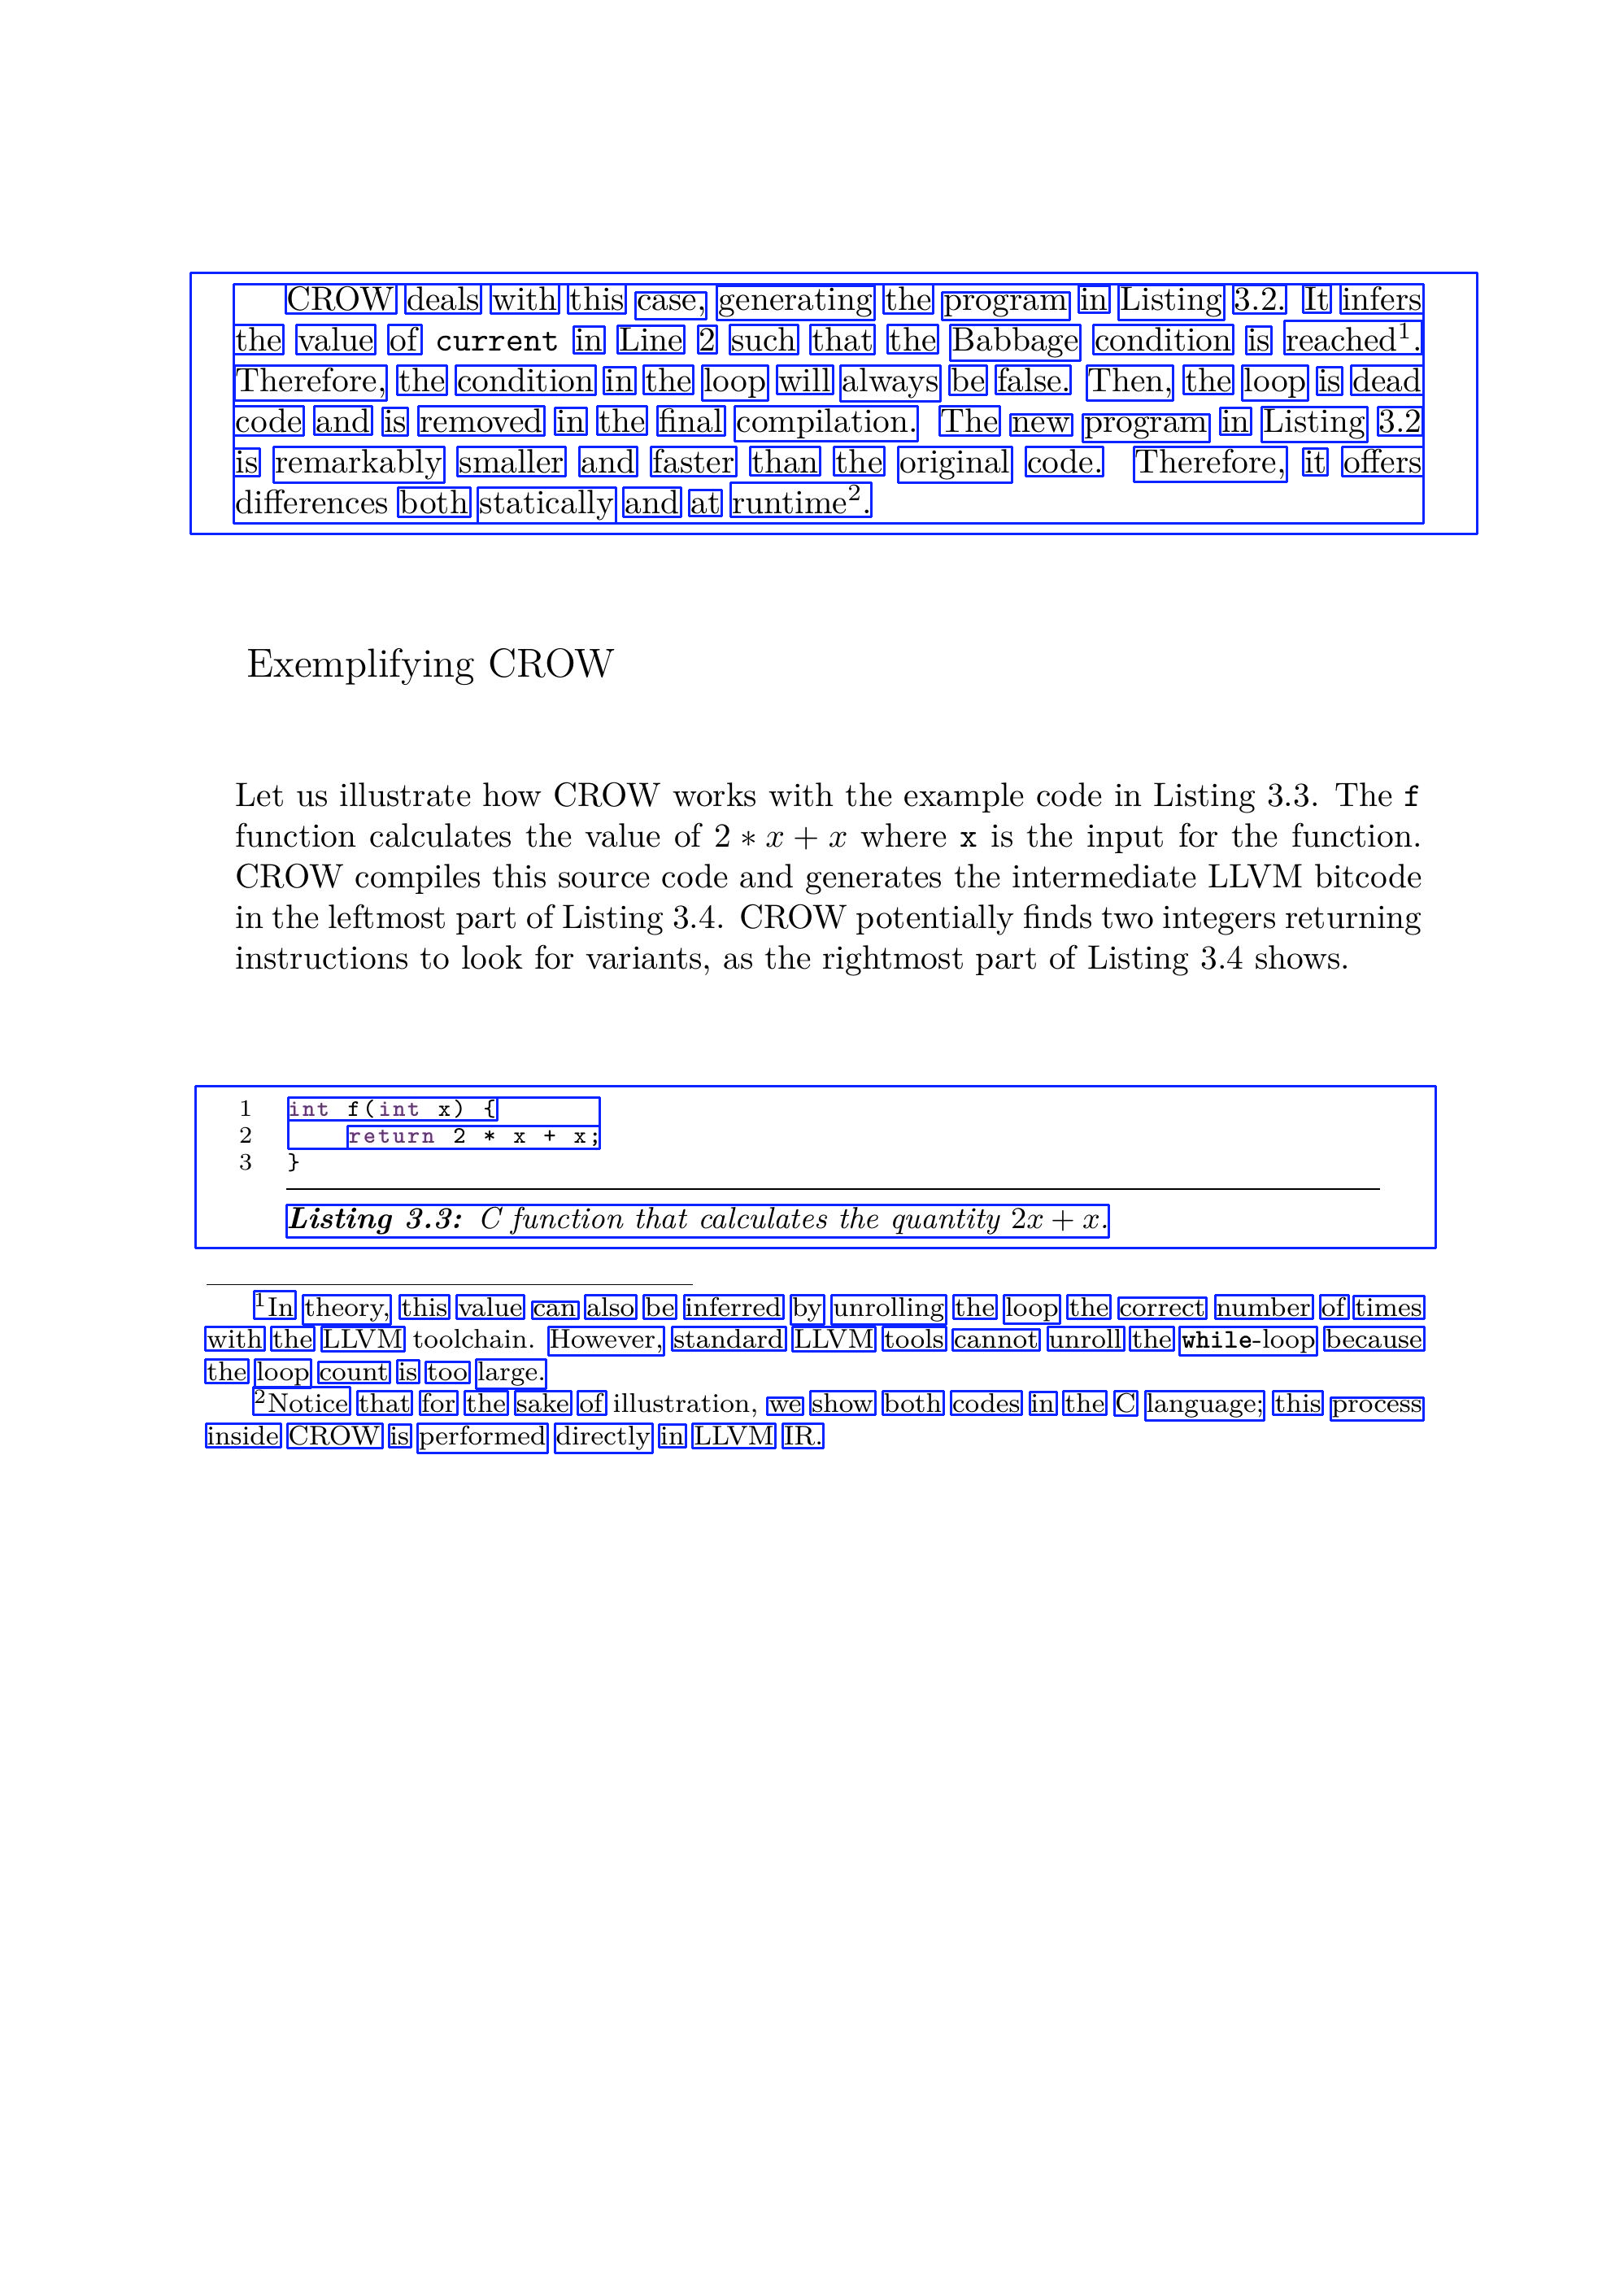 CROW deals with this case, generating the program in Listing 3.2. It infers
the value of current in Line 2 such that the Babbage condition is reached¹.
Therefore, the condition in the loop will always be false. Then, the loop is dead
code and is removed in the final compilation. The new program in Listing 3.2
is remarkably smaller and faster than the original code. Therefore, it offers
differences both statically and at runtime².
Exemplifying CROW
Let us illustrate how CROW works with the example code in Listing 3.3. The f
function calculates the value of 2 ∗ x + x where x is the input for the function.
CROW compiles this source code and generates the intermediate LLVM bitcode
in the leftmost part of Listing 3.4. CROW potentially finds two integers returning
instructions to look for variants, as the rightmost part of Listing 3.4 shows.
1 int f(int x) {
2     return 2 * x + x;
3 }
Listing 3.3: C function that calculates the quantity 2x + x.
¹In theory, this value can also be inferred by unrolling the loop the correct number of times
with the LLVM toolchain. However, standard LLVM tools cannot unroll the while-loop because
the loop count is too large.
²Notice that for the sake of illustration, we show both codes in the C language; this process
inside CROW is performed directly in LLVM IR.